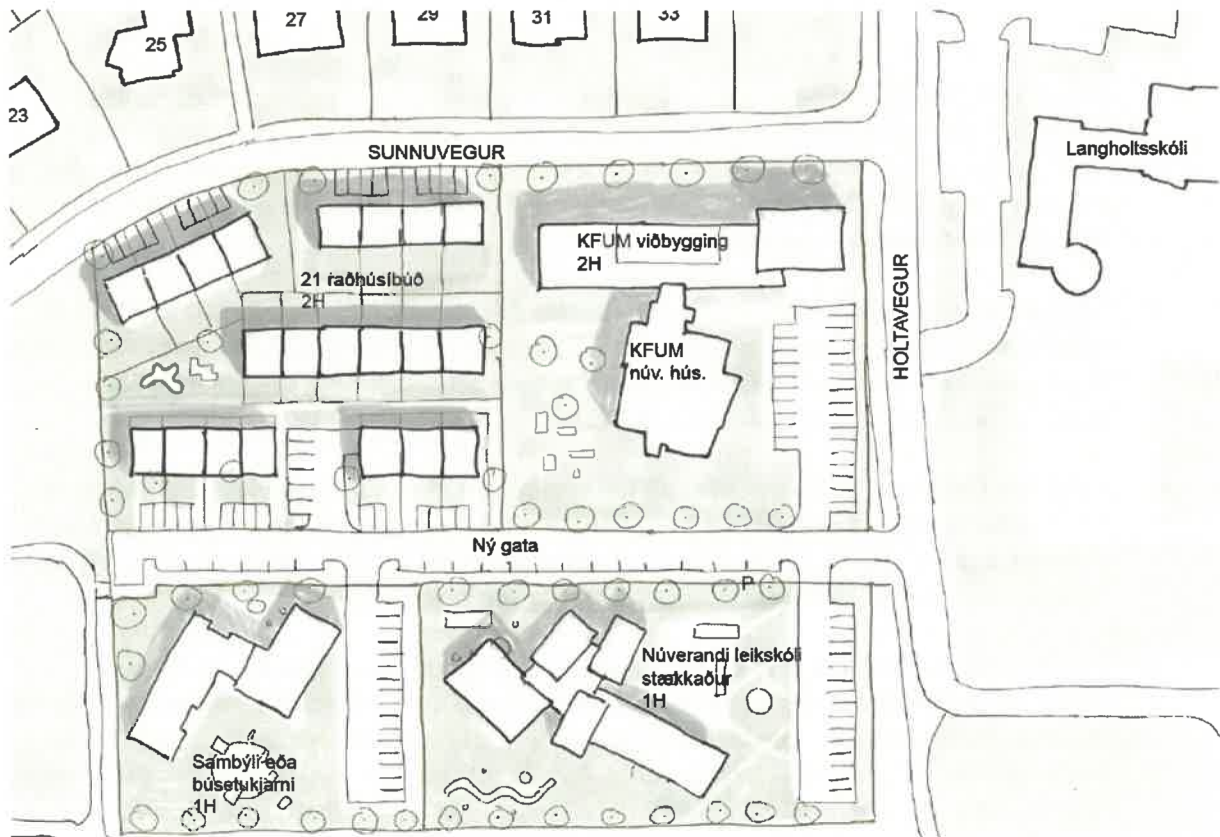 25
27
29
31
33
23
SUNNUVEGUR
Langholtsskóli
KFUM viðbygging
2H
21 raðhúsíbúð
2H
KFUM
núv. hús.
HOLTAVEGUR
Ný gata
P
Núverandi leikskóli
stækkaður
1H
Sambýli eða
búsetukjarni
1H